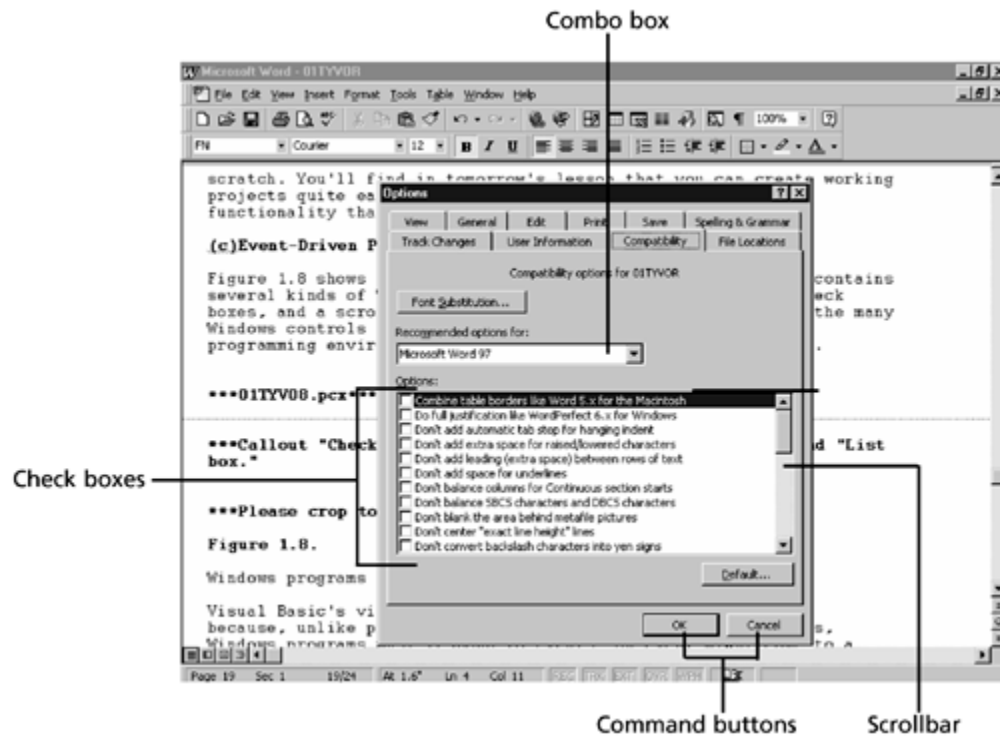 Combo box
Microsoft Word - 01TYVOR
File Edit View Insert Format Tools Table Window Help
100%
FN Courier 12 B I U
scratch. You'll find in tomorrow's lesson that you can create working
projects quite ea
functionality tha
Options
View General Edit Print Save Spelling & Grammar
Track Changes User Information Compatibility File Locations
(c)Event-Driven P
Compatibility options for 01TYVOR
Figure 1.8 shows contains
several kinds of eck
boxes, and a scro the many
Windows controls
programming envir .
Font Substitution...
Recommended options for:
Microsoft Word 97
Options:
***01TYV08.pcx***
Combine table borders like Word 5.x for the Macintosh
Do full justification like WordPerfect 6.x for Windows
Don't add automatic tab stop for hanging indent
Don't add extra space for raised/lowered characters
Don't add leading (extra space) between rows of text
Don't add space for underlines
Don't balance columns for Continuous section starts
Don't balance SBCS characters and DBCS characters
Don't blank the area behind metafile pictures
Don't center "exact line height" lines
Don't convert backslash characters into yen signs
***Callout "Check d "List
box."
Check boxes
***Please crop to
Figure 1.8.
Windows programs
Default...
Visual Basic's vi
because, unlike p s,
Windows programs to a
OK Cancel
Page 19 Sec 1 19/24 At 1.6" Ln 4 Col 11 REC TRK EXT OVR WPH
Command buttons Scrollbar